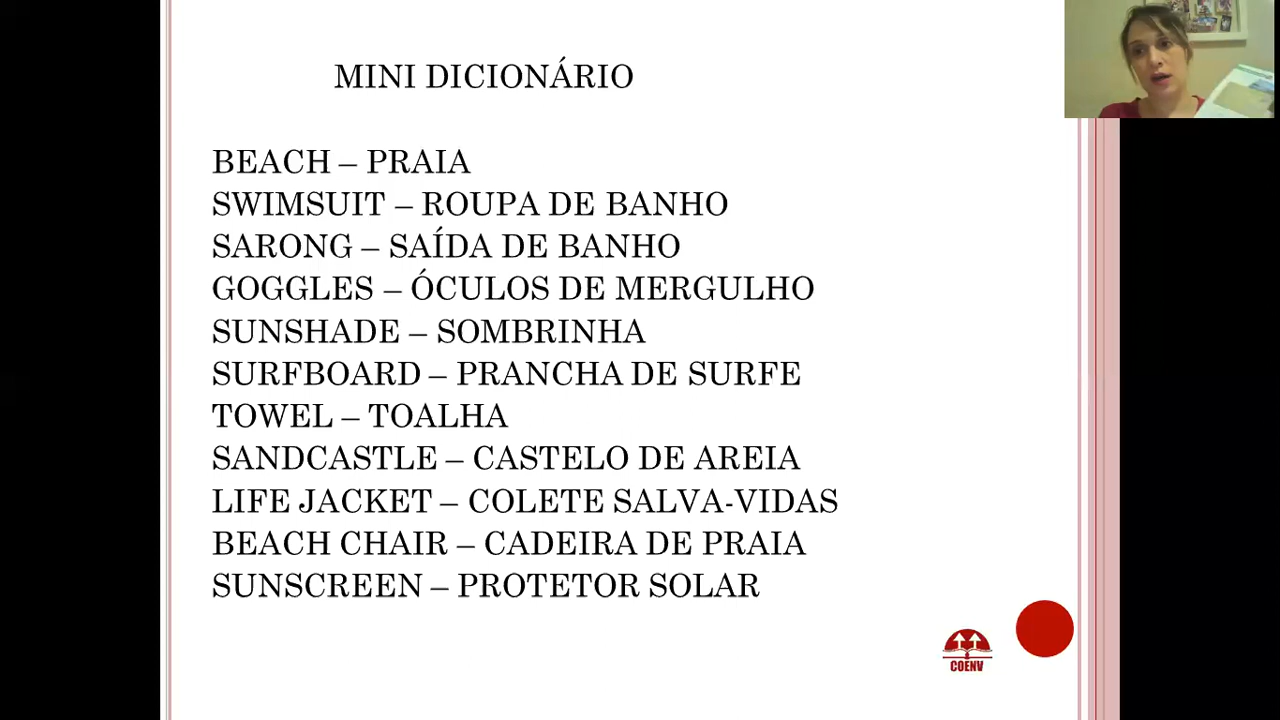 MINI DICIONÁRIO
BEACH – PRAIA
SWIMSUIT – ROUPA DE BANHO
SARONG – SAÍDA DE BANHO
GOGGLES – ÓCULOS DE MERGULHO
SUNSHADE – SOMBRINHA
SURFBOARD – PRANCHA DE SURFE
TOWEL – TOALHA
SANDCASTLE – CASTELO DE AREIA
LIFE JACKET – COLETE SALVA-VIDAS
BEACH CHAIR – CADEIRA DE PRAIA
SUNSCREEN – PROTETOR SOLAR
COENV